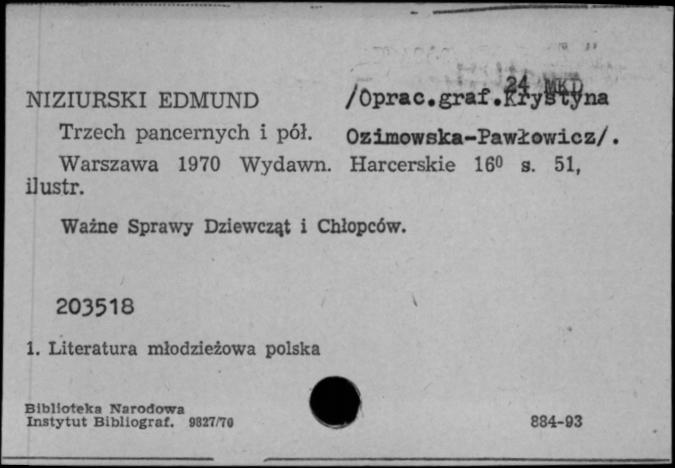 24 MKD
NIZIURSKI EDMUND /Oprac.graf.Krystyna
Trzech pancernych i pół. Ozimowska-Pawłowicz/.
Warszawa 1970 Wydawn. Harcerskie 16⁰ s. 51,
ilustr.
Ważne Sprawy Dziewcząt i Chłopców.
203518
1. Literatura młodzieżowa polska
Biblioteka Narodowa
Instytut Bibliograf. 9827/70 884-93